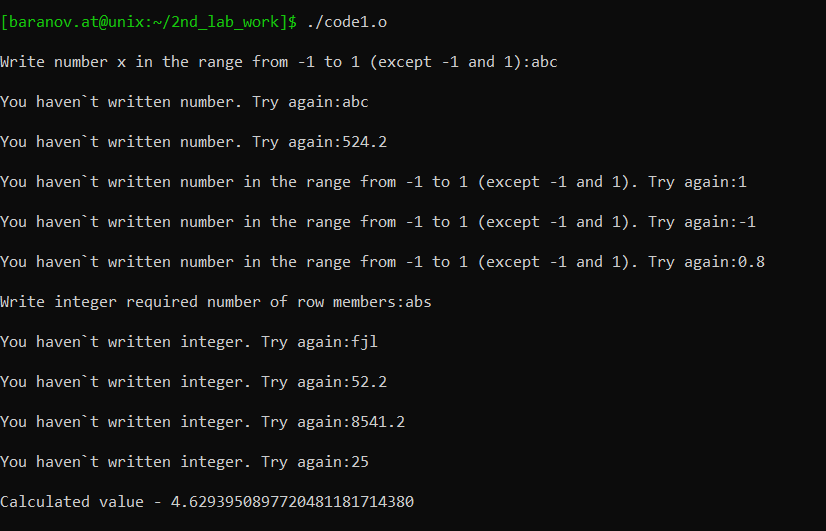 [baranov.at@unix:~/2nd_lab_work]$ ./code1.o
Write number x in the range from -1 to 1 (except -1 and 1):abc
You haven`t written number. Try again:abc
You haven`t written number. Try again:524.2
You haven`t written number in the range from -1 to 1 (except -1 and 1). Try again:1
You haven`t written number in the range from -1 to 1 (except -1 and 1). Try again:-1
You haven`t written number in the range from -1 to 1 (except -1 and 1). Try again:0.8
Write integer required number of row members:abs
You haven`t written integer. Try again:fjl
You haven`t written integer. Try again:52.2
You haven`t written integer. Try again:8541.2
You haven`t written integer. Try again:25
Calculated value - 4.6293950897720481181714380